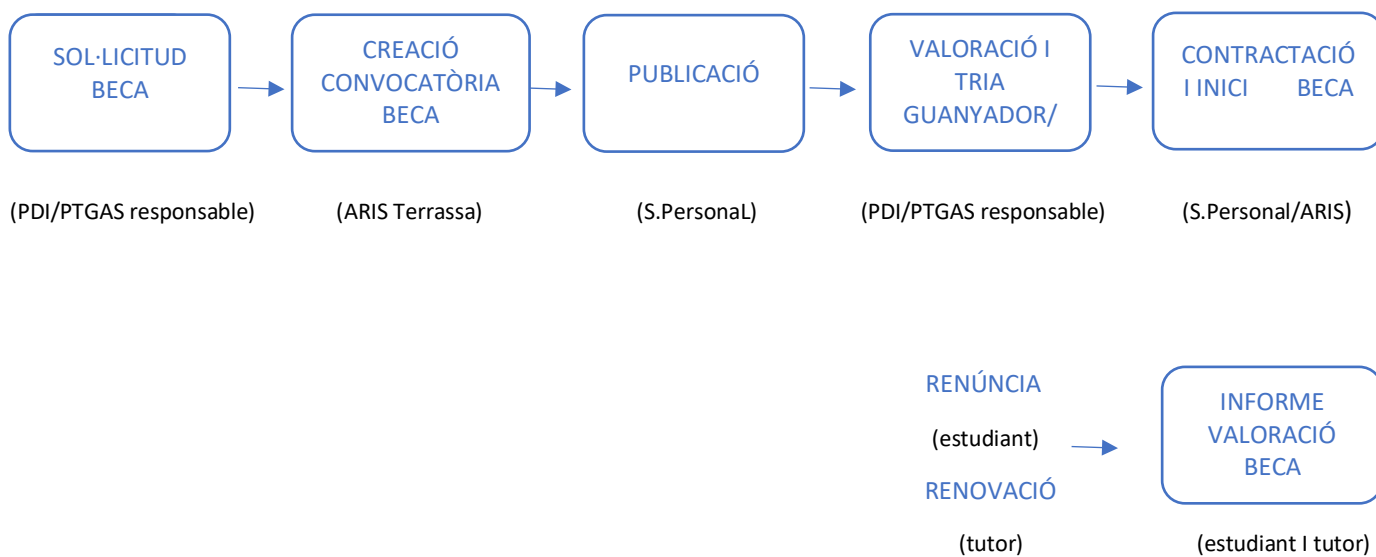 SOL·LICITUD
BECA
CREACIÓ
CONVOCATÒRIA
BECA
PUBLICACIÓ
VALORACIÓ I
TRIA
GUANYADOR/
CONTRACTACIÓ
I INICI BECA
(PDI/PTGAS responsable)
(ARIS Terrassa)
(S.PersonaL)
(PDI/PTGAS responsable)
(S.Personal/ARIS)
RENÚNCIA
(estudiant)
RENOVACIÓ
(tutor)
INFORME
VALORACIÓ
BECA
(estudiant I tutor)